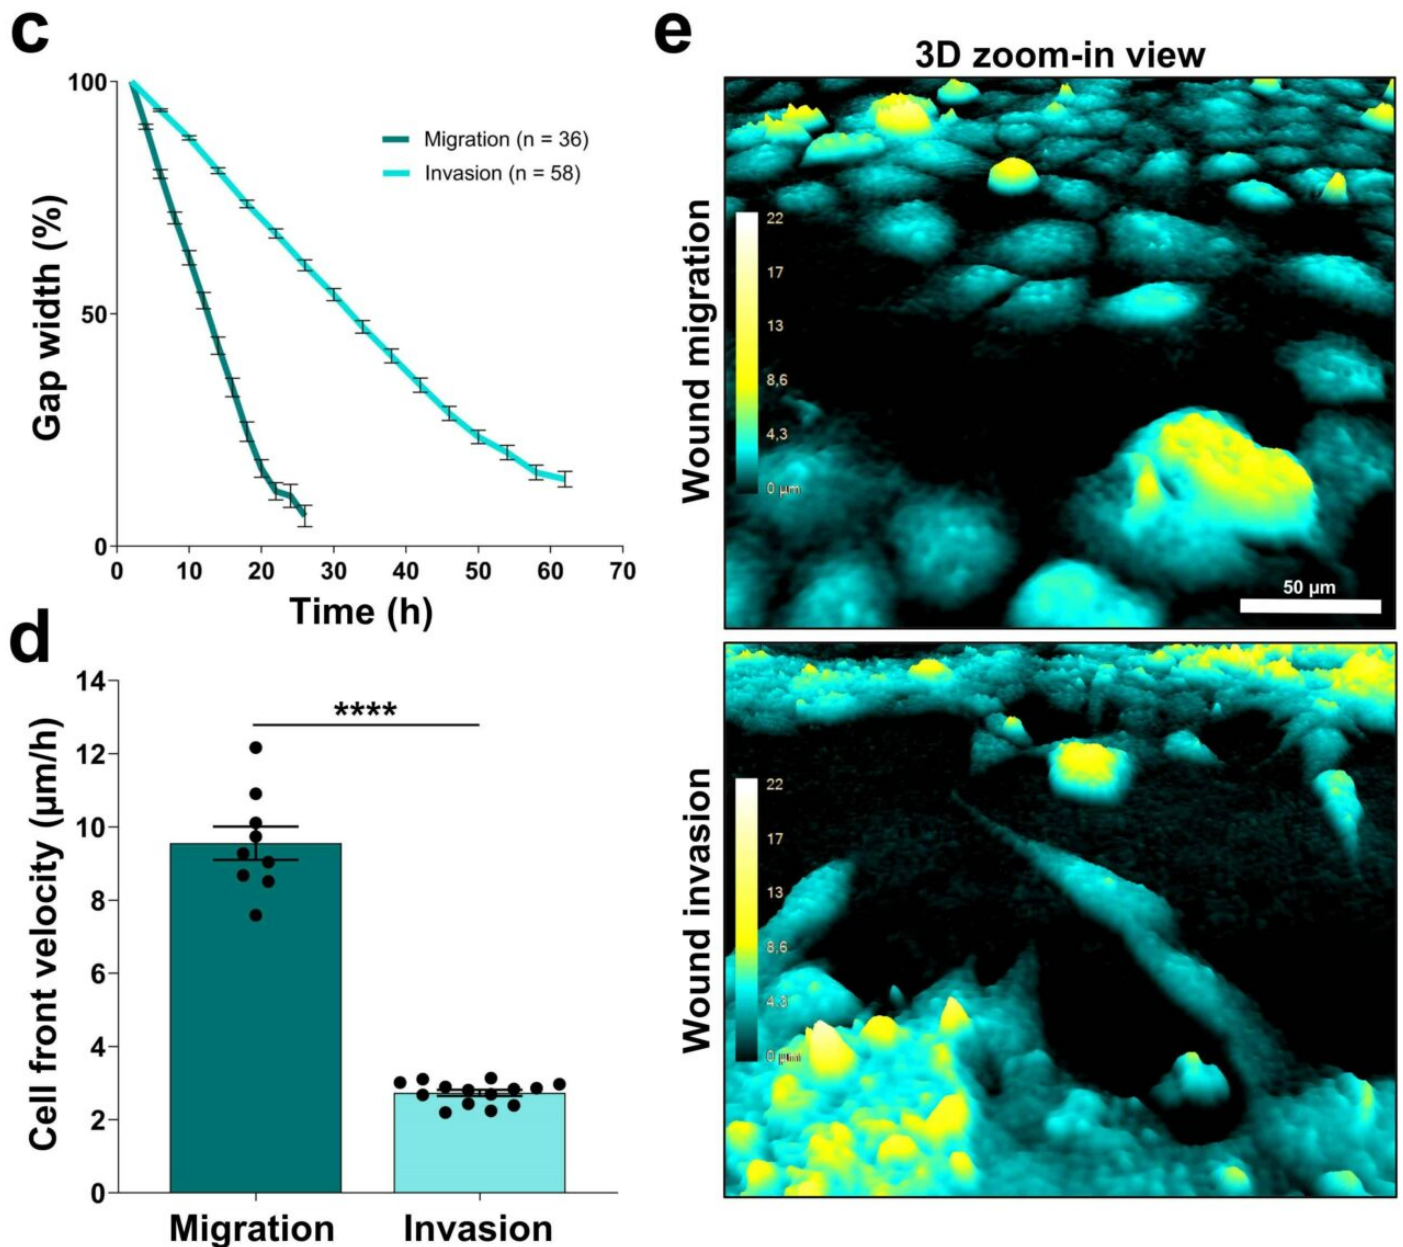 c
100
50
0
Gap width (%)
Migration (n = 36)
Invasion (n = 58)
0 10 20 30 40 50 60 70
Time (h)
d
14
12
10
8
6
4
2
0
Cell front velocity (µm/h)
****
Migration Invasion
e
3D zoom-in view
Wound migration
22
17
13
8,6
4,3
0 µm
50 µm
Wound invasion
22
17
13
8,6
4,3
0 µm